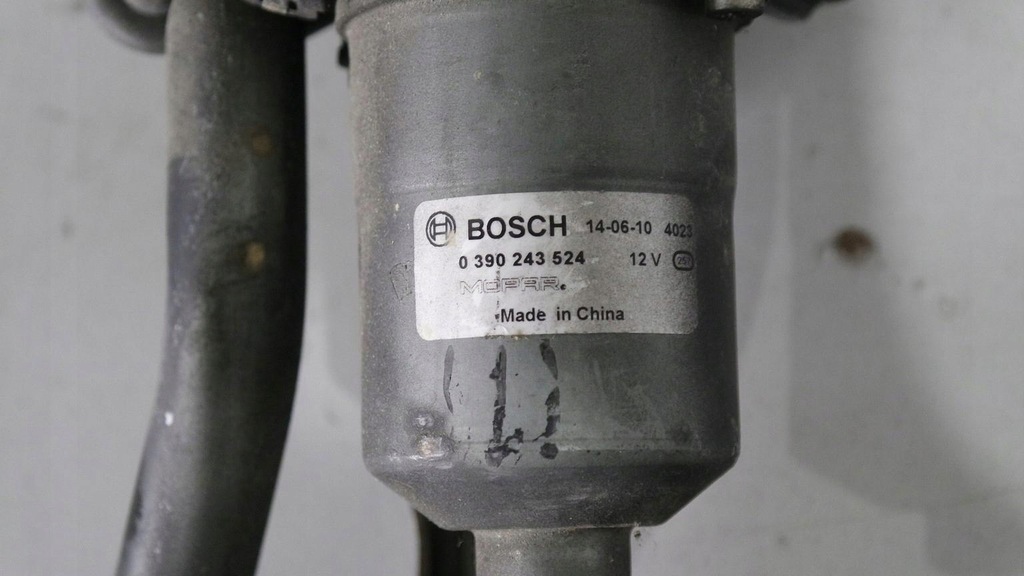 BOSCH 14-06-10 4023
0 390 243 524 12 V
MOPAR.
Made in China